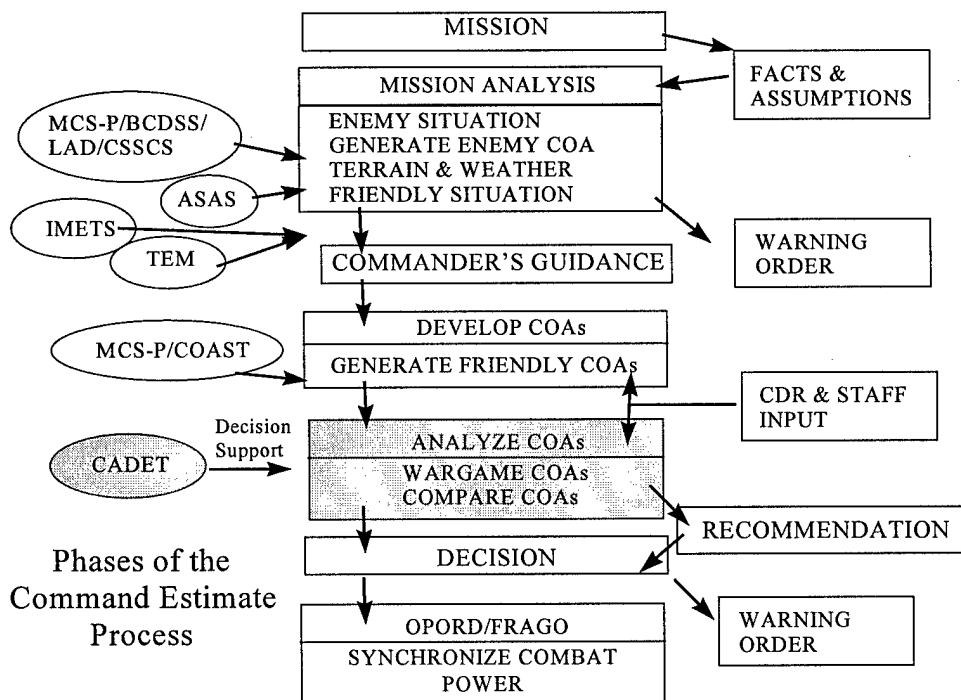 MISSION
FACTS &
ASSUMPTIONS
MISSION ANALYSIS
ENEMY SITUATION
GENERATE ENEMY COA
TERRAIN & WEATHER
FRIENDLY SITUATION
MCS-P/BCDSS/
LAD/CSSCS
ASAS
IMETS
TEM
WARNING
ORDER
COMMANDER'S GUIDANCE
DEVELOP COAs
GENERATE FRIENDLY COAs
MCS-P/COAST
CDR & STAFF
INPUT
Decision
Support
CADET
ANALYZE COAs
WARGAME COAs
COMPARE COAs
RECOMMENDATION
DECISION
Phases of the
Command Estimate
Process
WARNING
ORDER
OPORD/FRAGO
SYNCHRONIZE COMBAT
POWER